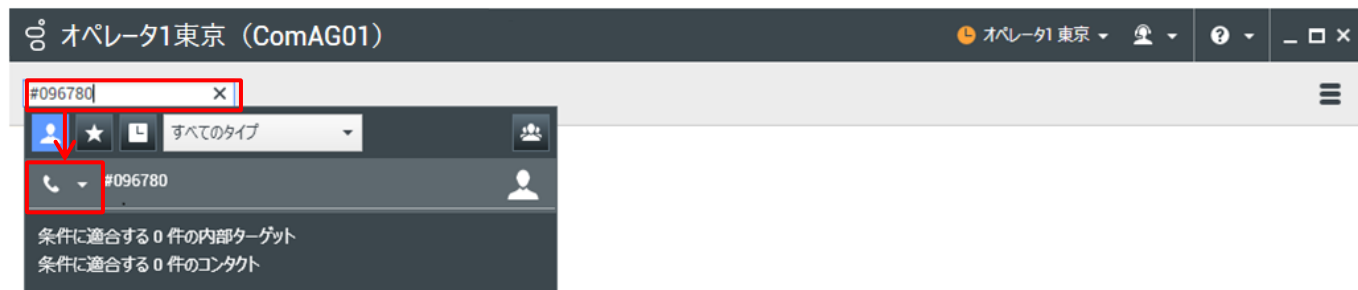 オペレータ1東京（ComAG01）
オペレータ1 東京
#096780
すべてのタイプ
#096780
条件に適合する 0 件の内部ターゲット
条件に適合する 0 件のコンタクト